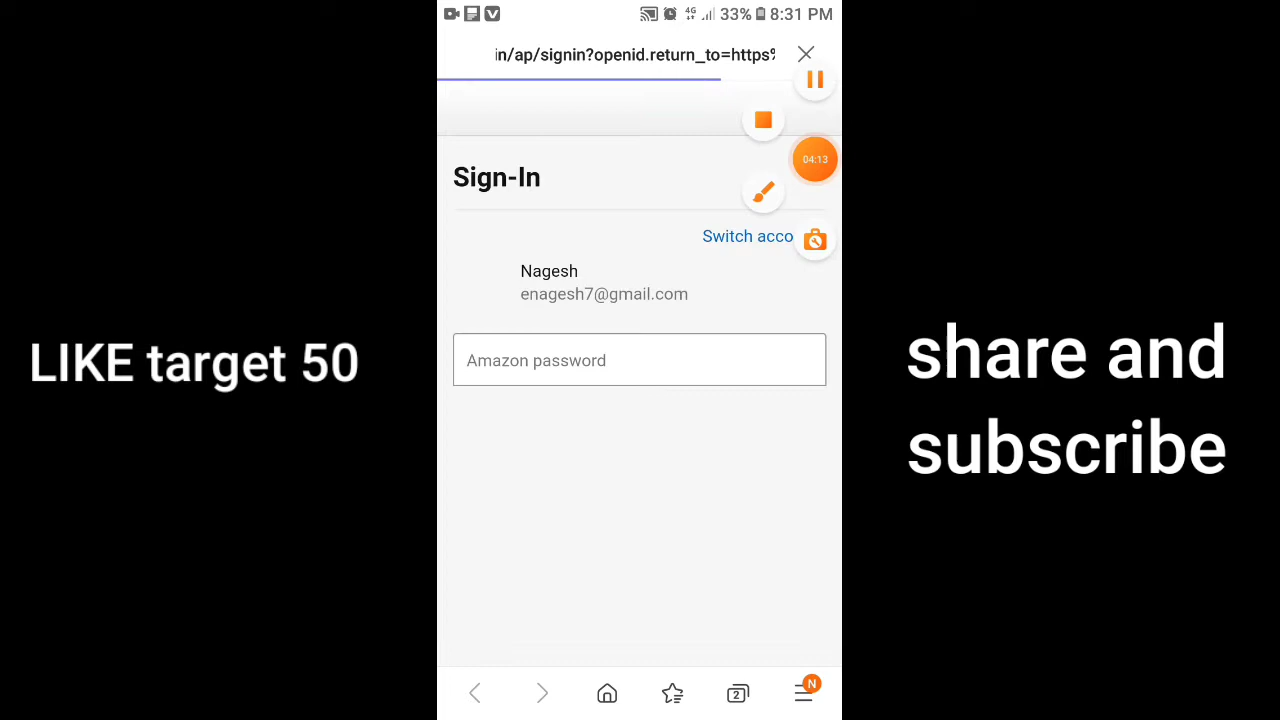 33% 8:31 PM
in/ap/signin?openid.return_to=https%
04:13
Sign-In
Switch acco
Nagesh
enagesh7@gmail.com
Amazon password
2
N
LIKE target 50
share and
subscribe